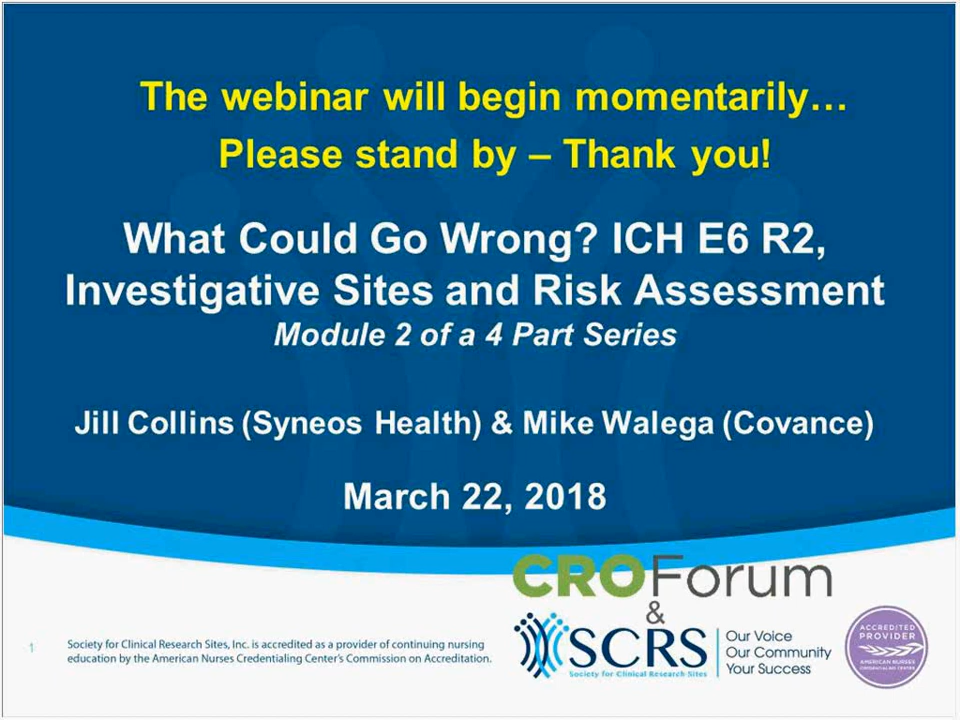 The webinar will begin momentarily…
Please stand by – Thank you!
What Could Go Wrong? ICH E6 R2,
Investigative Sites and Risk Assessment
Module 2 of a 4 Part Series
Jill Collins (Syneos Health) & Mike Walega (Covance)
March 22, 2018
CROForum
&
1
Society for Clinical Research Sites, Inc. is accredited as a provider of continuing nursing
education by the American Nurses Credentialing Center's Commission on Accreditation.
SCRS
Society for Clinical Research Sites
Our Voice
Our Community
Your Success
ACCREDITED
PROVIDER
AMERICAN NURSES
CREDENTIALING CENTER